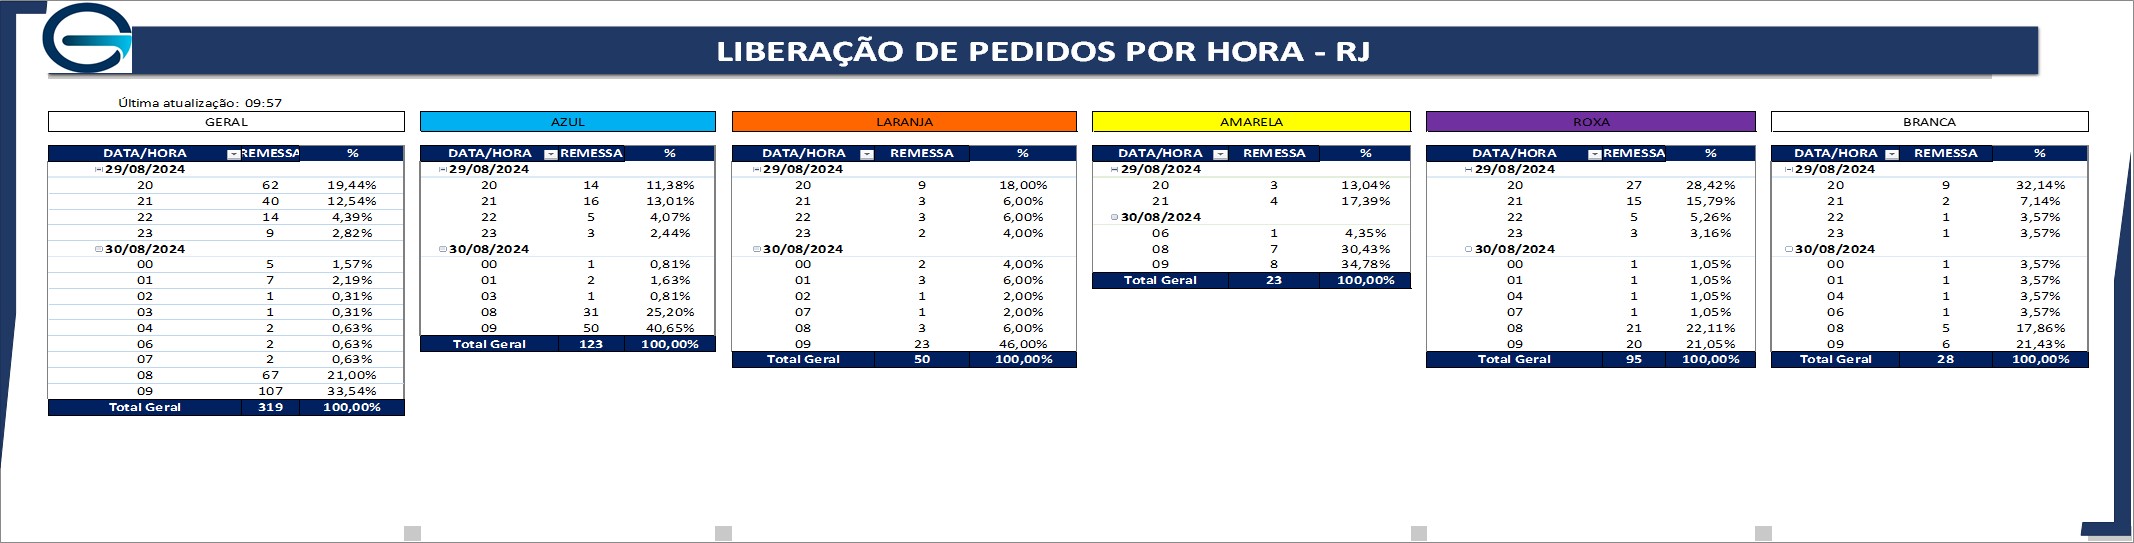 LIBERAÇÃO DE PEDIDOS POR HORA - RJ
Última atualização: 09:57
GERAL
DATA/HORA REMESSA %
29/08/2024
20 62 19,44%
21 40 12,54%
22 14 4,39%
23 9 2,82%
30/08/2024
00 5 1,57%
01 7 2,19%
02 1 0,31%
03 1 0,31%
04 2 0,63%
06 2 0,63%
07 2 0,63%
08 67 21,00%
09 107 33,54%
Total Geral 319 100,00%
AZUL
DATA/HORA REMESSA %
29/08/2024
20 14 11,38%
21 16 13,01%
22 5 4,07%
23 3 2,44%
30/08/2024
00 1 0,81%
01 2 1,63%
03 1 0,81%
08 31 25,20%
09 50 40,65%
Total Geral 123 100,00%
LARANJA
DATA/HORA REMESSA %
29/08/2024
20 9 18,00%
21 3 6,00%
22 3 6,00%
23 2 4,00%
30/08/2024
00 2 4,00%
01 3 6,00%
02 1 2,00%
07 1 2,00%
08 3 6,00%
09 23 46,00%
Total Geral 50 100,00%
AMARELA
DATA/HORA REMESSA %
29/08/2024
20 3 13,04%
21 4 17,39%
30/08/2024
06 1 4,35%
08 7 30,43%
09 8 34,78%
Total Geral 23 100,00%
ROXA
DATA/HORA REMESSA %
29/08/2024
20 27 28,42%
21 15 15,79%
22 5 5,26%
23 3 3,16%
30/08/2024
00 1 1,05%
01 1 1,05%
04 1 1,05%
07 1 1,05%
08 21 22,11%
09 20 21,05%
Total Geral 95 100,00%
BRANCA
DATA/HORA REMESSA %
29/08/2024
20 9 32,14%
21 2 7,14%
22 1 3,57%
23 1 3,57%
30/08/2024
00 1 3,57%
01 1 3,57%
04 1 3,57%
06 1 3,57%
08 5 17,86%
09 6 21,43%
Total Geral 28 100,00%